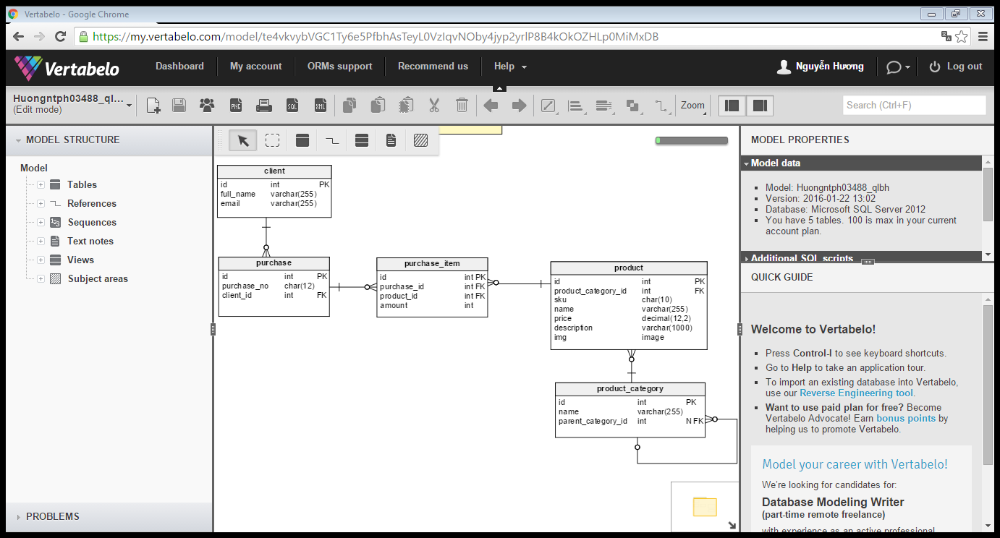 Vertabelo - Google Chrome
https://my.vertabelo.com/model/te4vkvybVGC1Ty6e5PfbhAsTeyL0VzIqvNOby4jyp2yrIP8B4kOkOZHLp0MiMxDB
Vertabelo
Dashboard
My account
ORMs support
Recommend us
Help
Nguyễn Hương
Log out
Huongntph03488_ql...
(Edit mode)
PNG
SQL
XML
Zoom
Search (Ctrl+F)
MODEL STRUCTURE
Model
Tables
References
123
Sequences
Text notes
Views
Subject areas
PROBLEMS
client
id int PK
full_name varchar(255)
email varchar(255)
purchase
id int PK
purchase_no char(12)
client_id int FK
purchase_item
id int PK
purchase_id int FK
product_id int FK
amount int
product
id int PK
product_category_id int FK
sku char(10)
name varchar(255)
price decimal(12,2)
description varchar(1000)
img image
product_category
id int PK
name varchar(255)
parent_category_id int N FK
MODEL PROPERTIES
Model data
Model: Huongntph03488_qlbh
Version: 2016-01-22 13:02
Database: Microsoft SQL Server 2012
You have 5 tables. 100 is max in your current
account plan.
Additional SQL scripts
QUICK GUIDE
Welcome to Vertabelo!
Press Control-I to see keyboard shortcuts.
Go to Help to take an application tour.
To import an existing database into Vertabelo,
use our Reverse Engineering tool.
Want to use paid plan for free? Become
Vertabelo Advocate! Earn bonus points by
helping us to promote Vertabelo.
Model your career with Vertabelo!
We're looking for candidates for:
Database Modeling Writer
(part-time remote freelance)
with experience as an active professional